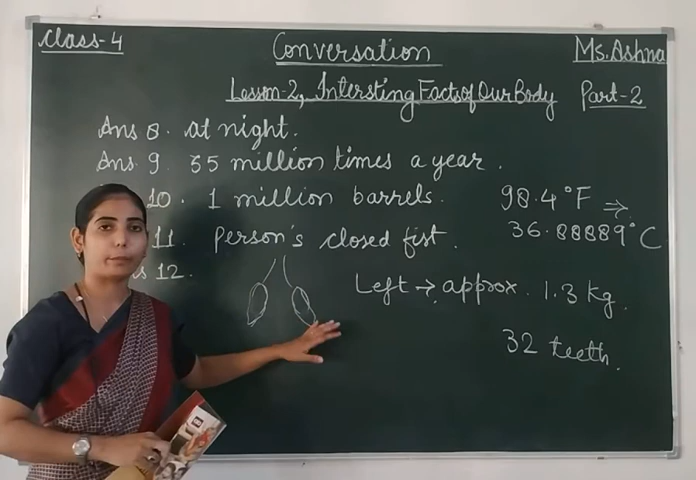 Class-4
Conversation
Ms. Ashna
Lesson-2, Intersting Facts of Our Body
Part-2
Ans 8. at night.
Ans. 9. 35 million times a year.
10. 1 million barrels.
11. Person's closed fist.
12.
98.4°F ⇒
36.88889°C
Left → approx. 1.3 kg.
32 teeth.